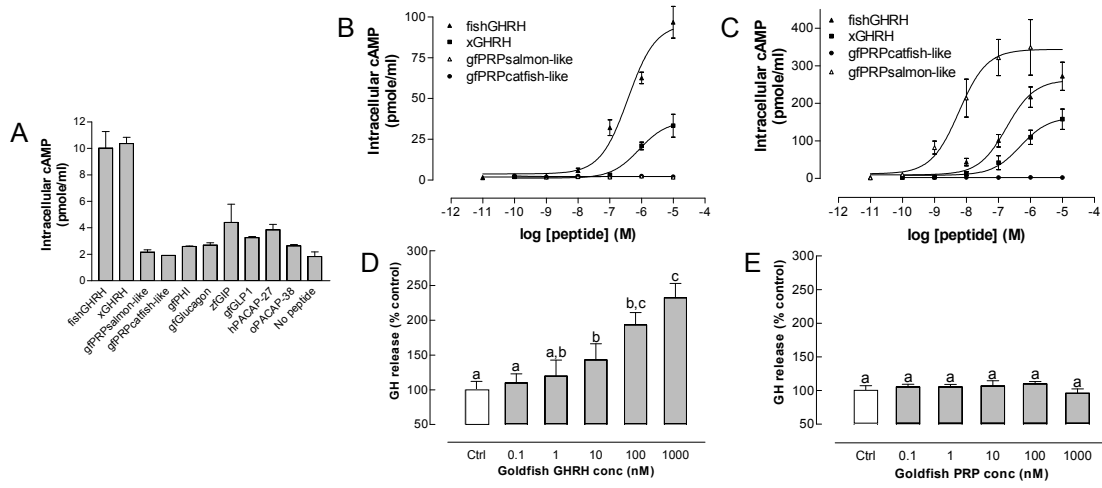 A
Intracellular cAMP
(pmole/ml)
14
12
10
8
6
4
2
0
fishGHRH
xGHRH
gfPRPsalmon-like
gfPRPcatfish-like
gfPHI
gfGlucagon
zfGIP
gfGLP1
hPACAP-27
oPACAP-38
No peptide
B
Intracellular cAMP
(pmole/ml)
100
75
50
25
0
fishGHRH
xGHRH
gfPRPsalmon-like
gfPRPcatfish-like
-12 -11 -10 -9 -8 -7 -6 -5 -4
log [peptide] (M)
C
Intracellular cAMP
(pmole/ml)
400
300
200
100
0
fishGHRH
xGHRH
gfPRPcatfish-like
gfPRPsalmon-like
-12 -11 -10 -9 -8 -7 -6 -5 -4
log [peptide] (M)
D
GH release (% control)
300
250
200
150
100
50
a
a
a,b
b
b,c
c
Ctrl 0.1 1 10 100 1000
Goldfish GHRH conc (nM)
E
GH release (% control)
300
250
200
150
100
50
a
a
a
a
a
a
Ctrl 0.1 1 10 100 1000
Goldfish PRP conc (nM)